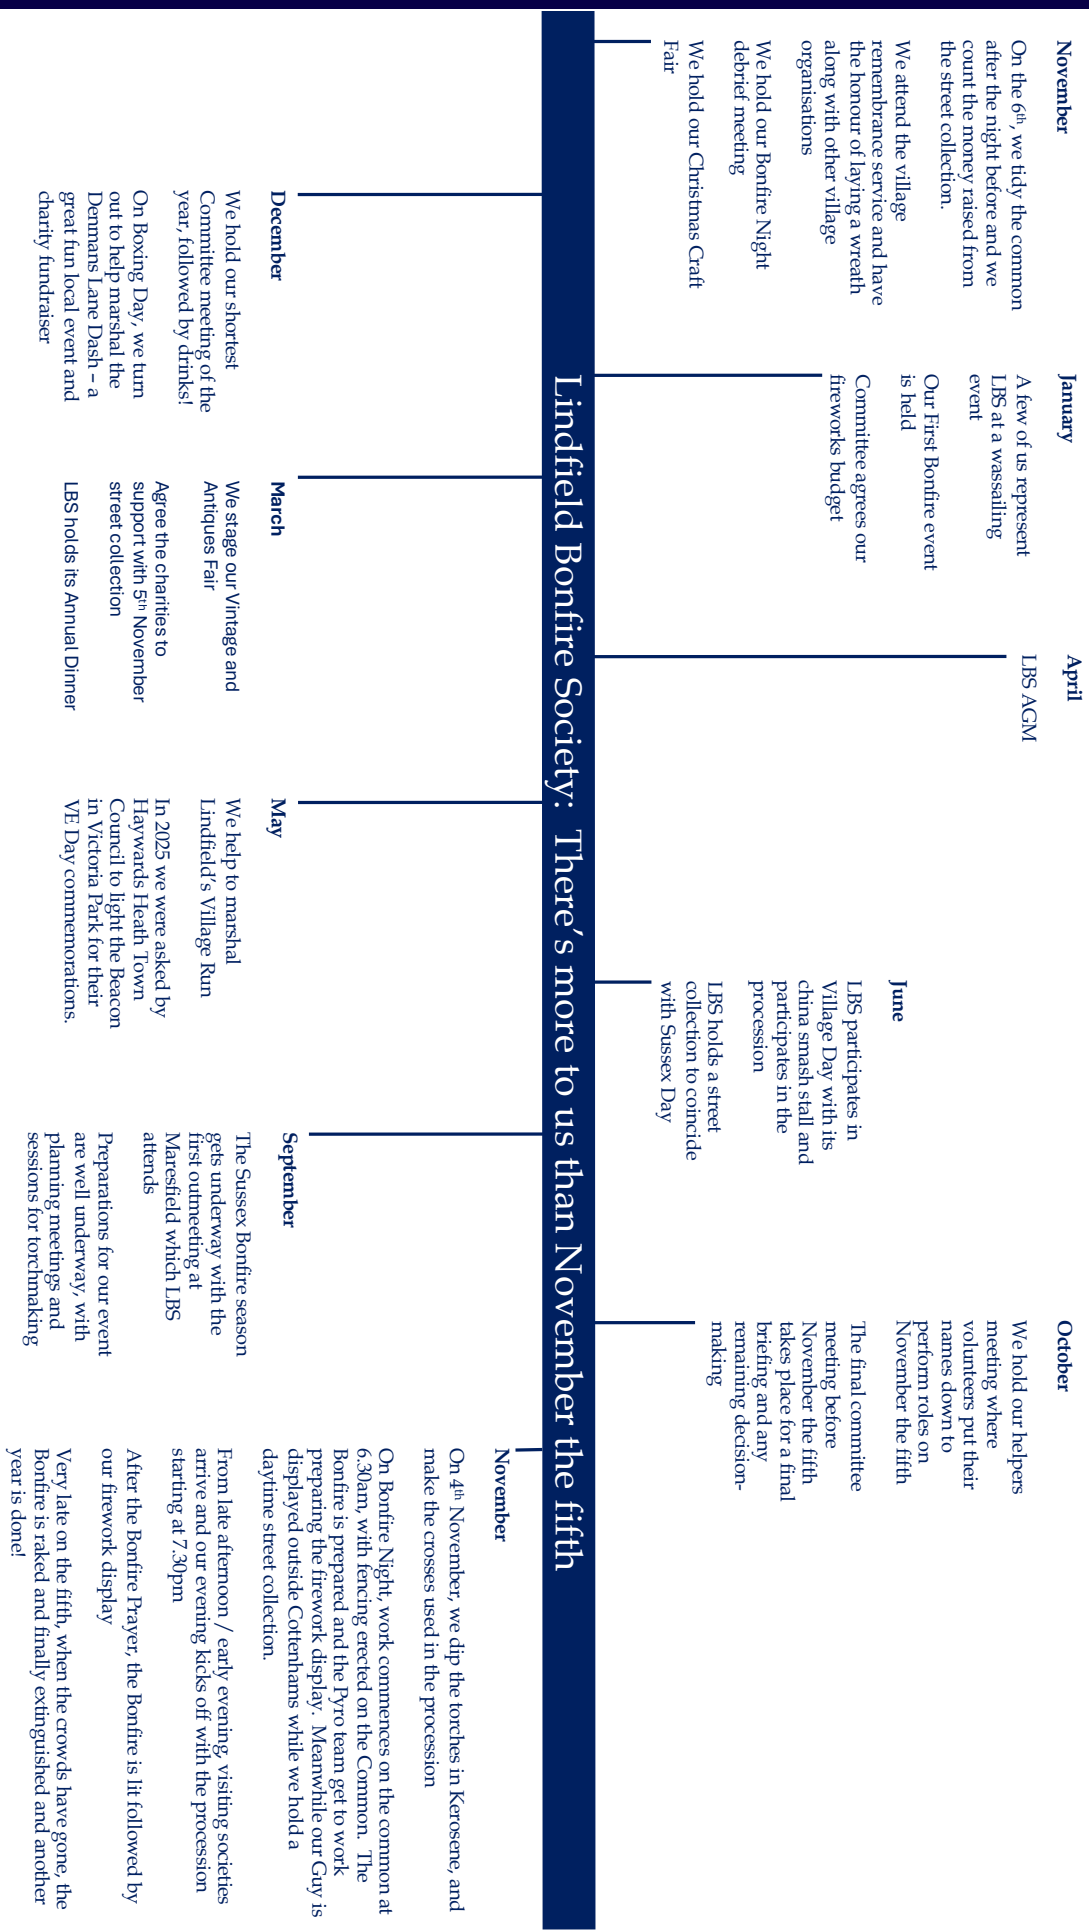 November
On the 6th, we tidy the common
after the night before and we
count the money raised from
the street collection.
We attend the village
remembrance service and have
the honour of laying a wreath
along with other village
organisations
We hold our Bonfire Night
debrief meeting
We hold our Christmas Craft
Fair
January
A few of us represent
LBS at a wassailing
event
Our First Bonfire event
is held
Committee agrees our
fireworks budget
April
LBS AGM
June
LBS participates in
Village Day with its
china smash stall and
participates in the
procession
LBS holds a street
collection to coincide
with Sussex Day
October
We hold our helpers
meeting where
volunteers put their
names down to
perform roles on
November the fifth
The final committee
meeting before
November the fifth
takes place for a final
briefing and any
remaining decision-
making
Lindfield Bonfire Society: There's more to us than November the fifth
December
We hold our shortest
Committee meeting of the
year, followed by drinks!
On Boxing Day, we turn
out to help marshal the
Denmans Lane Dash – a
great fun local event and
charity fundraiser
March
We stage our Vintage and
Antiques Fair
Agree the charities to
support with 5th November
street collection
LBS holds its Annual Dinner
May
We help to marshal
Lindfield's Village Run
In 2025 we were asked by
Haywards Heath Town
Council to light the Beacon
in Victoria Park for their
VE Day commemorations.
September
The Sussex Bonfire season
gets underway with the
first outmeeting at
Maresfield which LBS
attends
Preparations for our event
are well underway, with
planning meetings and
sessions for torchmaking
November
On 4th November, we dip the torches in Kerosene, and
make the crosses used in the procession
On Bonfire Night, work commences on the common at
6.30am, with fencing erected on the Common. The
Bonfire is prepared and the Pyro team get to work
preparing the firework display. Meanwhile our Guy is
displayed outside Cottenhams while we hold a
daytime street collection.
From late afternoon / early evening, visiting societies
arrive and our evening kicks off with the procession
starting at 7.30pm
After the Bonfire Prayer, the Bonfire is lit followed by
our firework display
Very late on the fifth, when the crowds have gone, the
Bonfire is raked and finally extinguished and another
year is done!